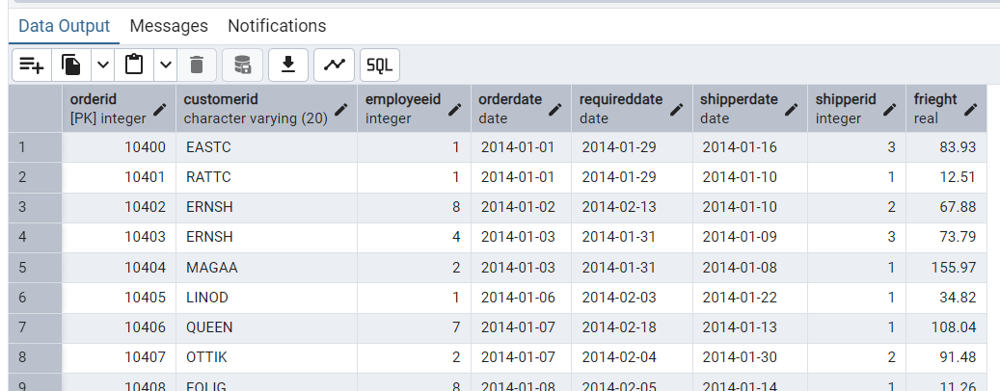 Data Output Messages Notifications
SQL
orderid customerid employeeid orderdate requireddate shipperdate shipperid frieght
[PK] integer character varying (20) integer date date date integer real
1 10400 EASTC 1 2014-01-01 2014-01-29 2014-01-16 3 83.93
2 10401 RATTC 1 2014-01-01 2014-01-29 2014-01-10 1 12.51
3 10402 ERNSH 8 2014-01-02 2014-02-13 2014-01-10 2 67.88
4 10403 ERNSH 4 2014-01-03 2014-01-31 2014-01-09 3 73.79
5 10404 MAGAA 2 2014-01-03 2014-01-31 2014-01-08 1 155.97
6 10405 LINOD 1 2014-01-06 2014-02-03 2014-01-22 1 34.82
7 10406 QUEEN 7 2014-01-07 2014-02-18 2014-01-13 1 108.04
8 10407 OTTIK 2 2014-01-07 2014-02-04 2014-01-30 2 91.48
9 10408 FOLIG 8 2014-01-08 2014-02-05 2014-01-14 1 11.26